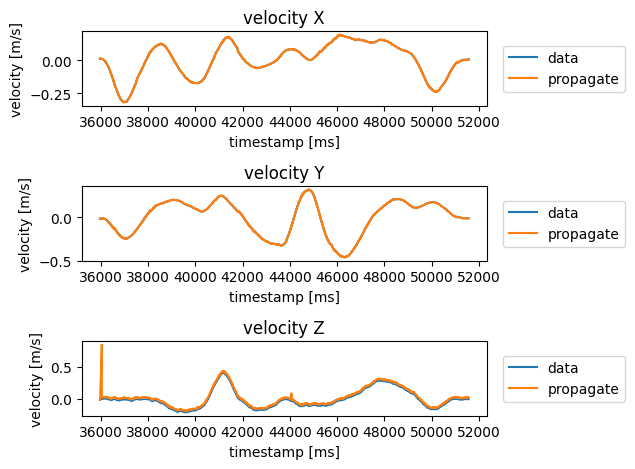 velocity X
velocity [m/s]
0.00
−0.25
36000 38000 40000 42000 44000 46000 48000 50000 52000
timestamp [ms]
data
propagate
velocity Y
velocity [m/s]
0.0
−0.5
36000 38000 40000 42000 44000 46000 48000 50000 52000
timestamp [ms]
data
propagate
velocity Z
velocity [m/s]
0.5
0.0
36000 38000 40000 42000 44000 46000 48000 50000 52000
timestamp [ms]
data
propagate